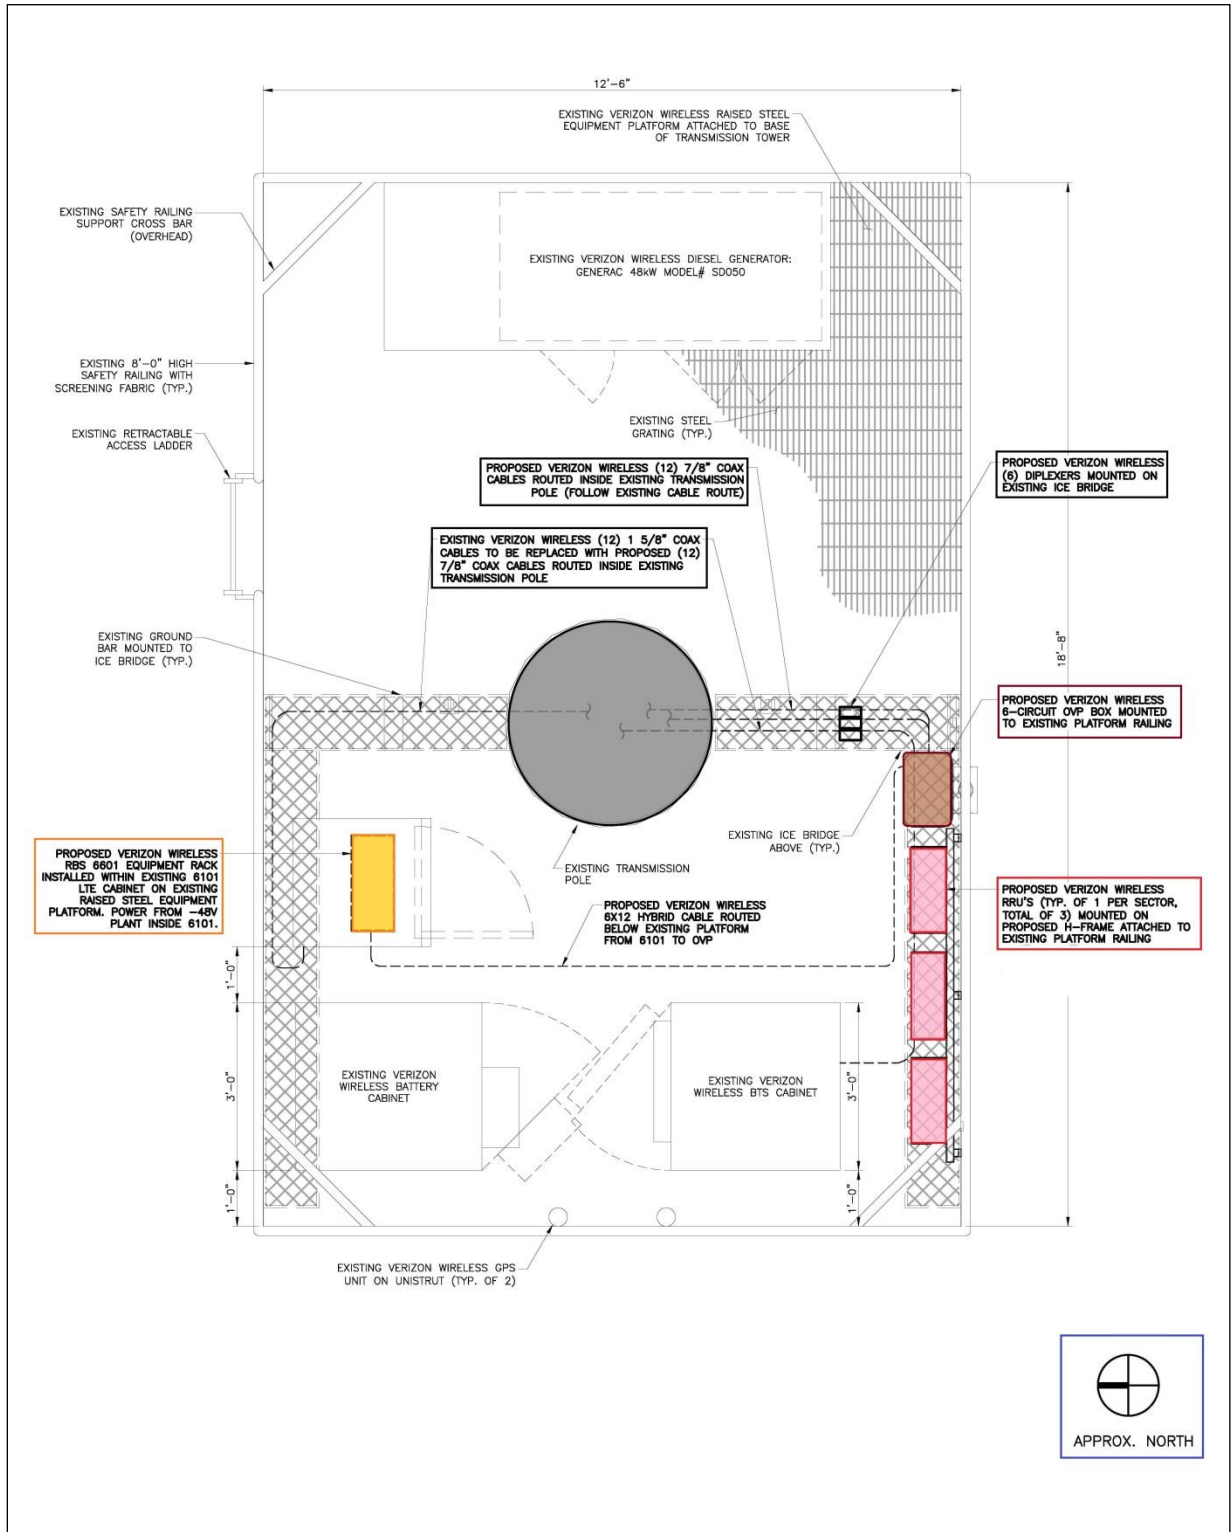 12'-6"
EXISTING VERIZON WIRELESS RAISED STEEL
EQUIPMENT PLATFORM ATTACHED TO BASE
OF TRANSMISSION TOWER
EXISTING SAFETY RAILING
SUPPORT CROSS BAR
(OVERHEAD)
EXISTING VERIZON WIRELESS DIESEL GENERATOR:
GENERAC 48kW MODEL# SD050
EXISTING 8'-0" HIGH
SAFETY RAILING WITH
SCREENING FABRIC (TYP.)
EXISTING STEEL
GRATING (TYP.)
EXISTING RETRACTABLE
ACCESS LADDER
PROPOSED VERIZON WIRELESS (12) 7/8" COAX
CABLES ROUTED INSIDE EXISTING TRANSMISSION
POLE (FOLLOW EXISTING CABLE ROUTE)
PROPOSED VERIZON WIRELESS
(6) DIPLEXERS MOUNTED ON
EXISTING ICE BRIDGE
EXISTING VERIZON WIRELESS (12) 1 5/8" COAX
CABLES TO BE REPLACED WITH PROPOSED (12)
7/8" COAX CABLES ROUTED INSIDE EXISTING
TRANSMISSION POLE
EXISTING GROUND
BAR MOUNTED TO
ICE BRIDGE (TYP.)
18'-8"
PROPOSED VERIZON WIRELESS
6-CIRCUIT OVP BOX MOUNTED
TO EXISTING PLATFORM RAILING
EXISTING ICE BRIDGE
ABOVE (TYP.)
EXISTING TRANSMISSION
POLE
PROPOSED VERIZON WIRELESS
RBS 6601 EQUIPMENT RACK
INSTALLED WITHIN EXISTING 6101
LTE CABINET ON EXISTING
RAISED STEEL EQUIPMENT
PLATFORM. POWER FROM -48V
PLANT INSIDE 6101.
PROPOSED VERIZON WIRELESS
6X12 HYBRID CABLE ROUTED
BELOW EXISTING PLATFORM
FROM 6101 TO OVP
PROPOSED VERIZON WIRELESS
RRU'S (TYP. OF 1 PER SECTOR,
TOTAL OF 3) MOUNTED ON
PROPOSED H-FRAME ATTACHED TO
EXISTING PLATFORM RAILING
1'-0"
3'-0"
EXISTING VERIZON
WIRELESS BATTERY
CABINET
EXISTING VERIZON
WIRELESS BTS CABINET
3'-0"
1'-0"
1'-0"
EXISTING VERIZON WIRELESS GPS
UNIT ON UNISTRUT (TYP. OF 2)
APPROX. NORTH